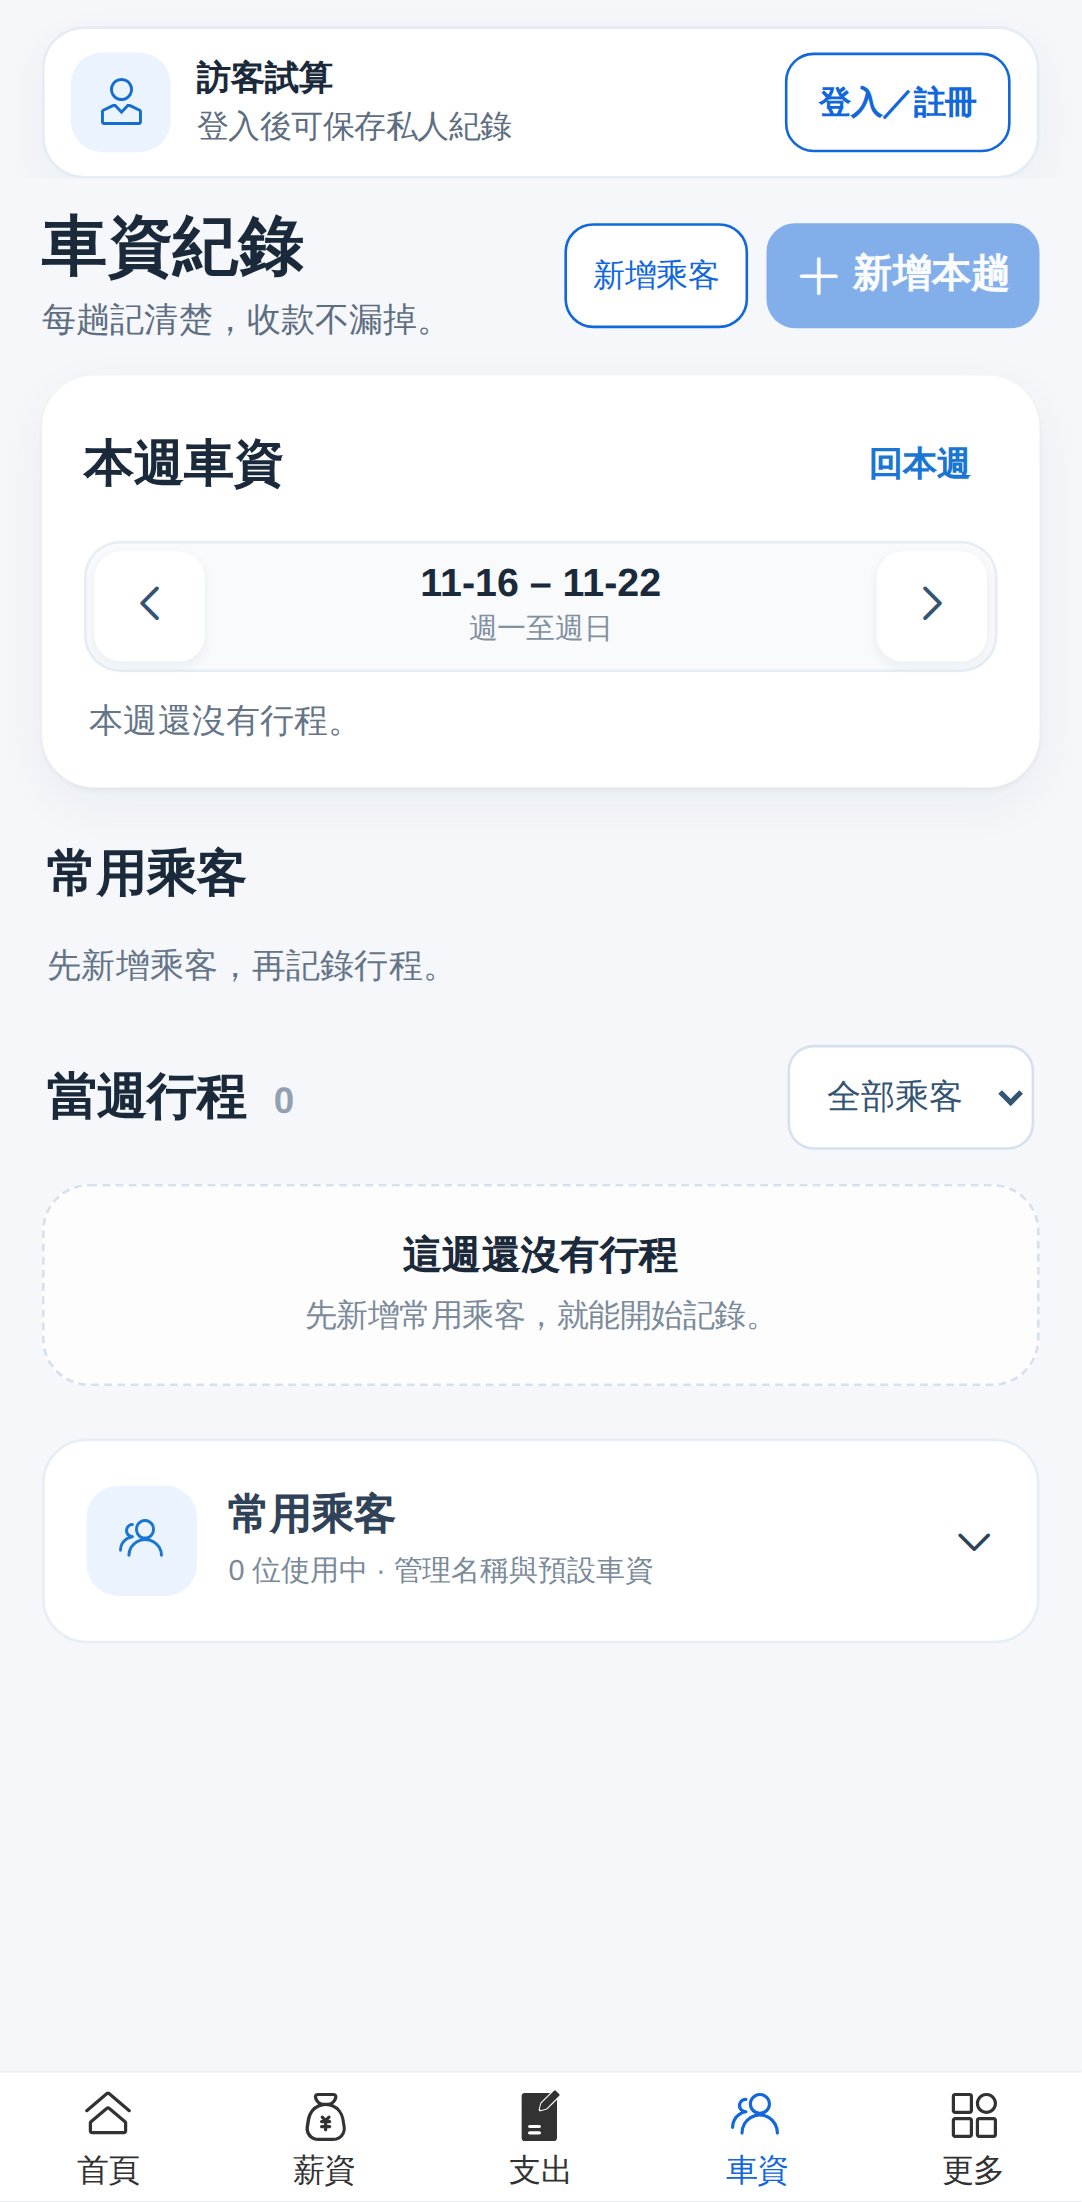 訪客試算
登入後可保存私人紀錄
登入／註冊
車資紀錄
每趟記清楚，收款不漏掉。
新增乘客
新增本趟
本週車資
回本週
11-16 – 11-22
週一至週日
本週還沒有行程。
常用乘客
先新增乘客，再記錄行程。
當週行程 0
全部乘客
這週還沒有行程
先新增常用乘客，就能開始記錄。
常用乘客
0 位使用中 · 管理名稱與預設車資
首頁
薪資
支出
車資
更多